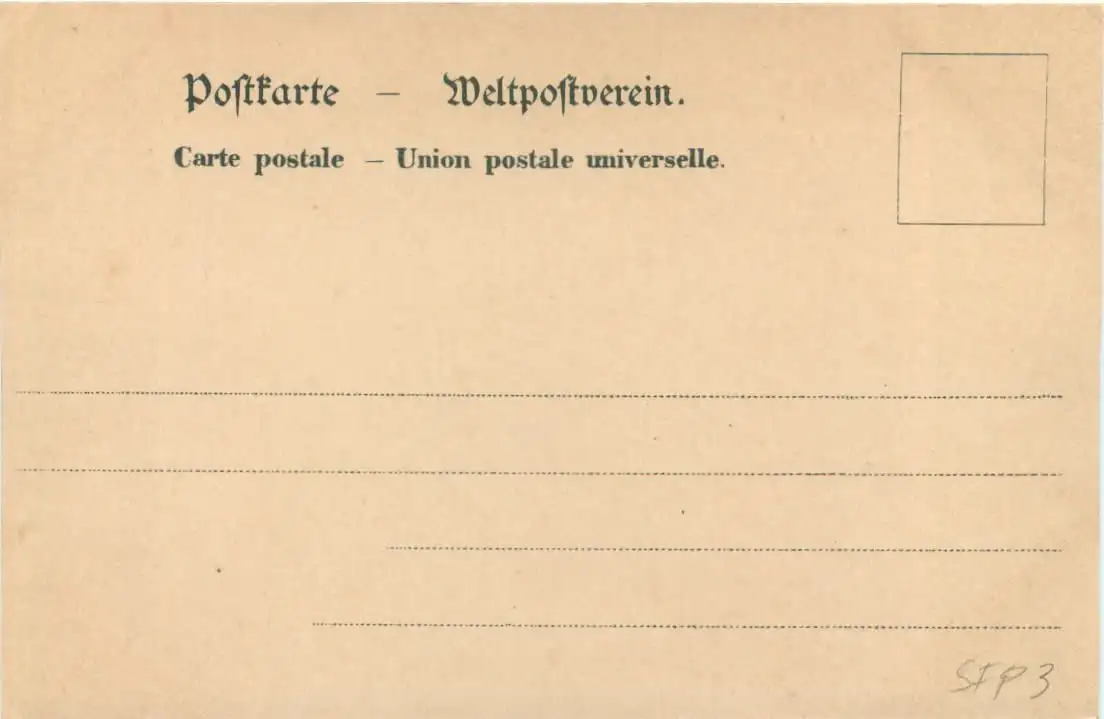 Poſtkarte – Weltpoſtverein.
Carte postale – Union postale universelle.
SFP3